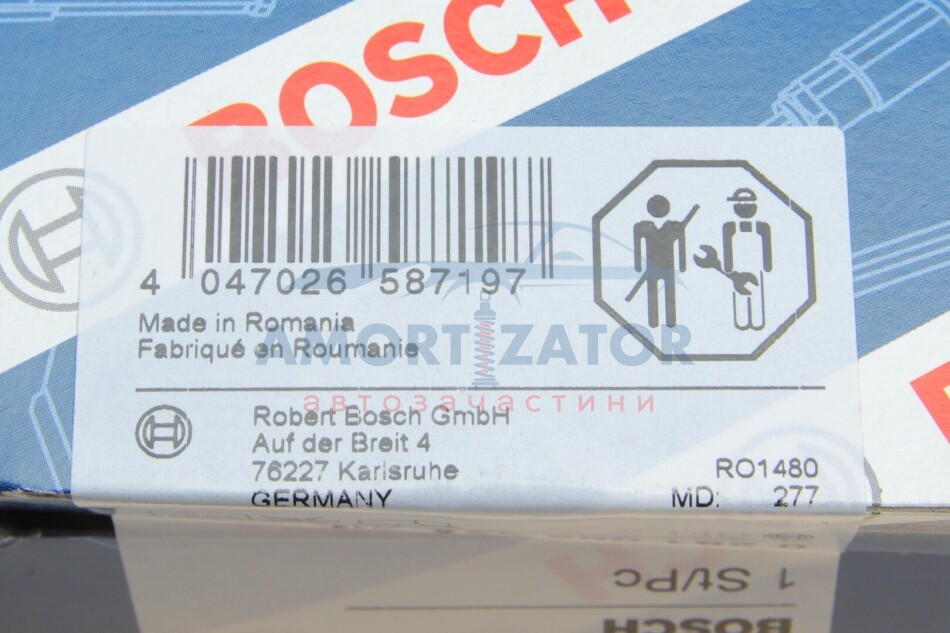 BOSCH
4 047026 587197
Made in Romania
Fabriqué en Roumanie
AMORTIZATOR
автозапчастини
Robert Bosch GmbH
Auf der Breit 4
76227 Karlsruhe
GERMANY
RO1480
MD: 277
1 St/Pc
BOSCH